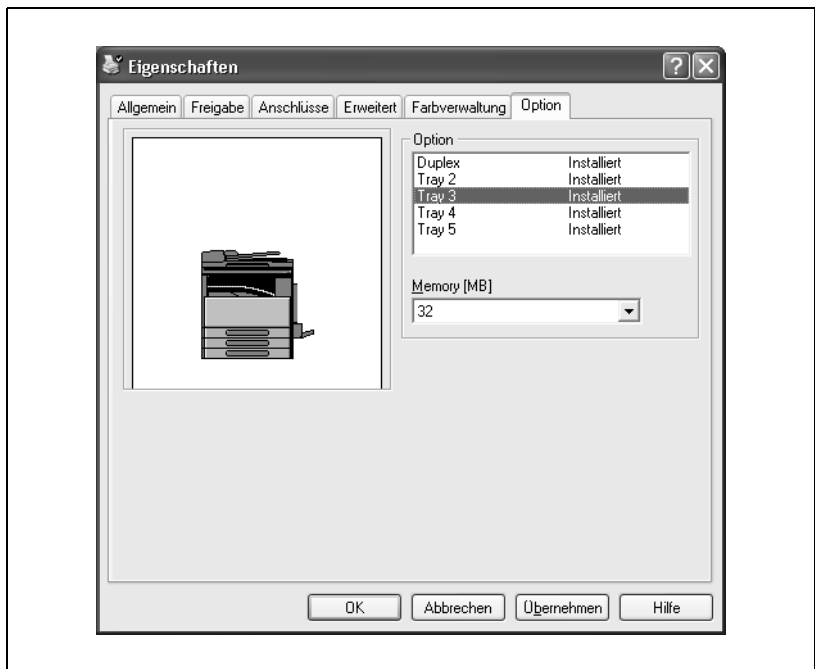 Eigenschaften
Allgemein Freigabe Anschlüsse Erweitert Farbverwaltung Option
Option
Duplex Installiert
Tray 2 Installiert
Tray 3 Installiert
Tray 4 Installiert
Tray 5 Installiert
Memory [MB]
32
OK Abbrechen Übernehmen Hilfe